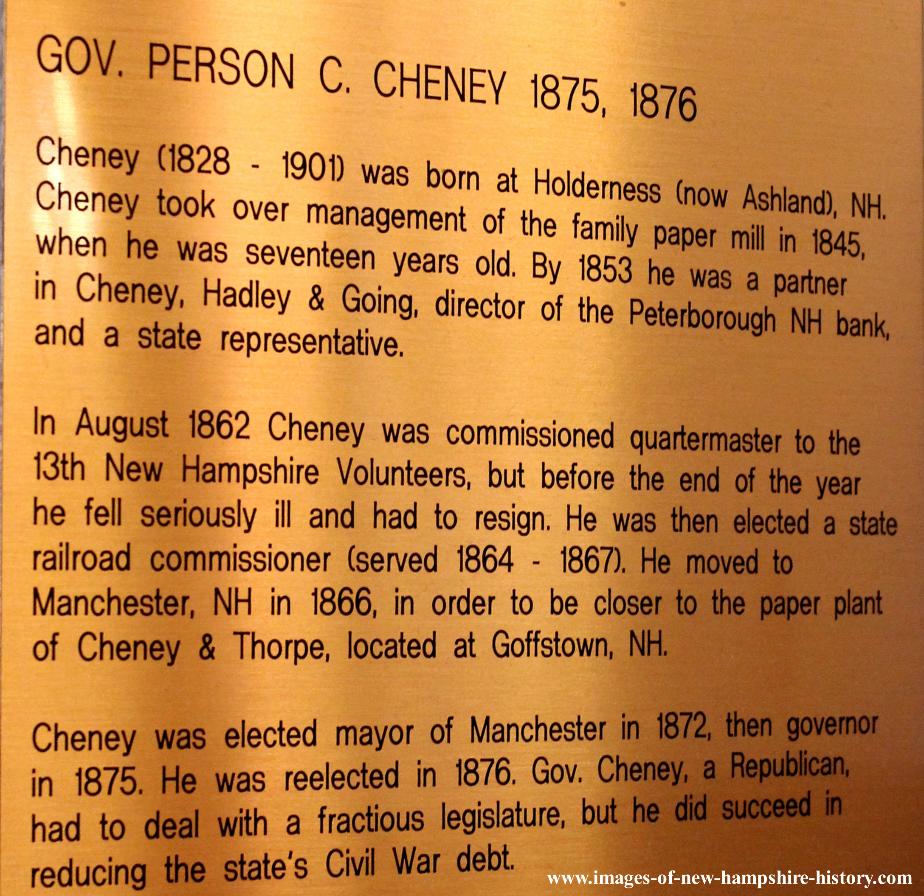 GOV. PERSON C. CHENEY 1875, 1876
Cheney (1828 - 1901) was born at Holderness (now Ashland), NH.
Cheney took over management of the family paper mill in 1845,
when he was seventeen years old. By 1853 he was a partner
in Cheney, Hadley & Going, director of the Peterborough NH bank,
and a state representative.
In August 1862 Cheney was commissioned quartermaster to the
13th New Hampshire Volunteers, but before the end of the year
he fell seriously ill and had to resign. He was then elected a state
railroad commissioner (served 1864 - 1867). He moved to
Manchester, NH in 1866, in order to be closer to the paper plant
of Cheney & Thorpe, located at Goffstown, NH.
Cheney was elected mayor of Manchester in 1872, then governor
in 1875. He was reelected in 1876. Gov. Cheney, a Republican,
had to deal with a fractious legislature, but he did succeed in
reducing the state's Civil War debt.
www.images-of-new-hampshire-history.com